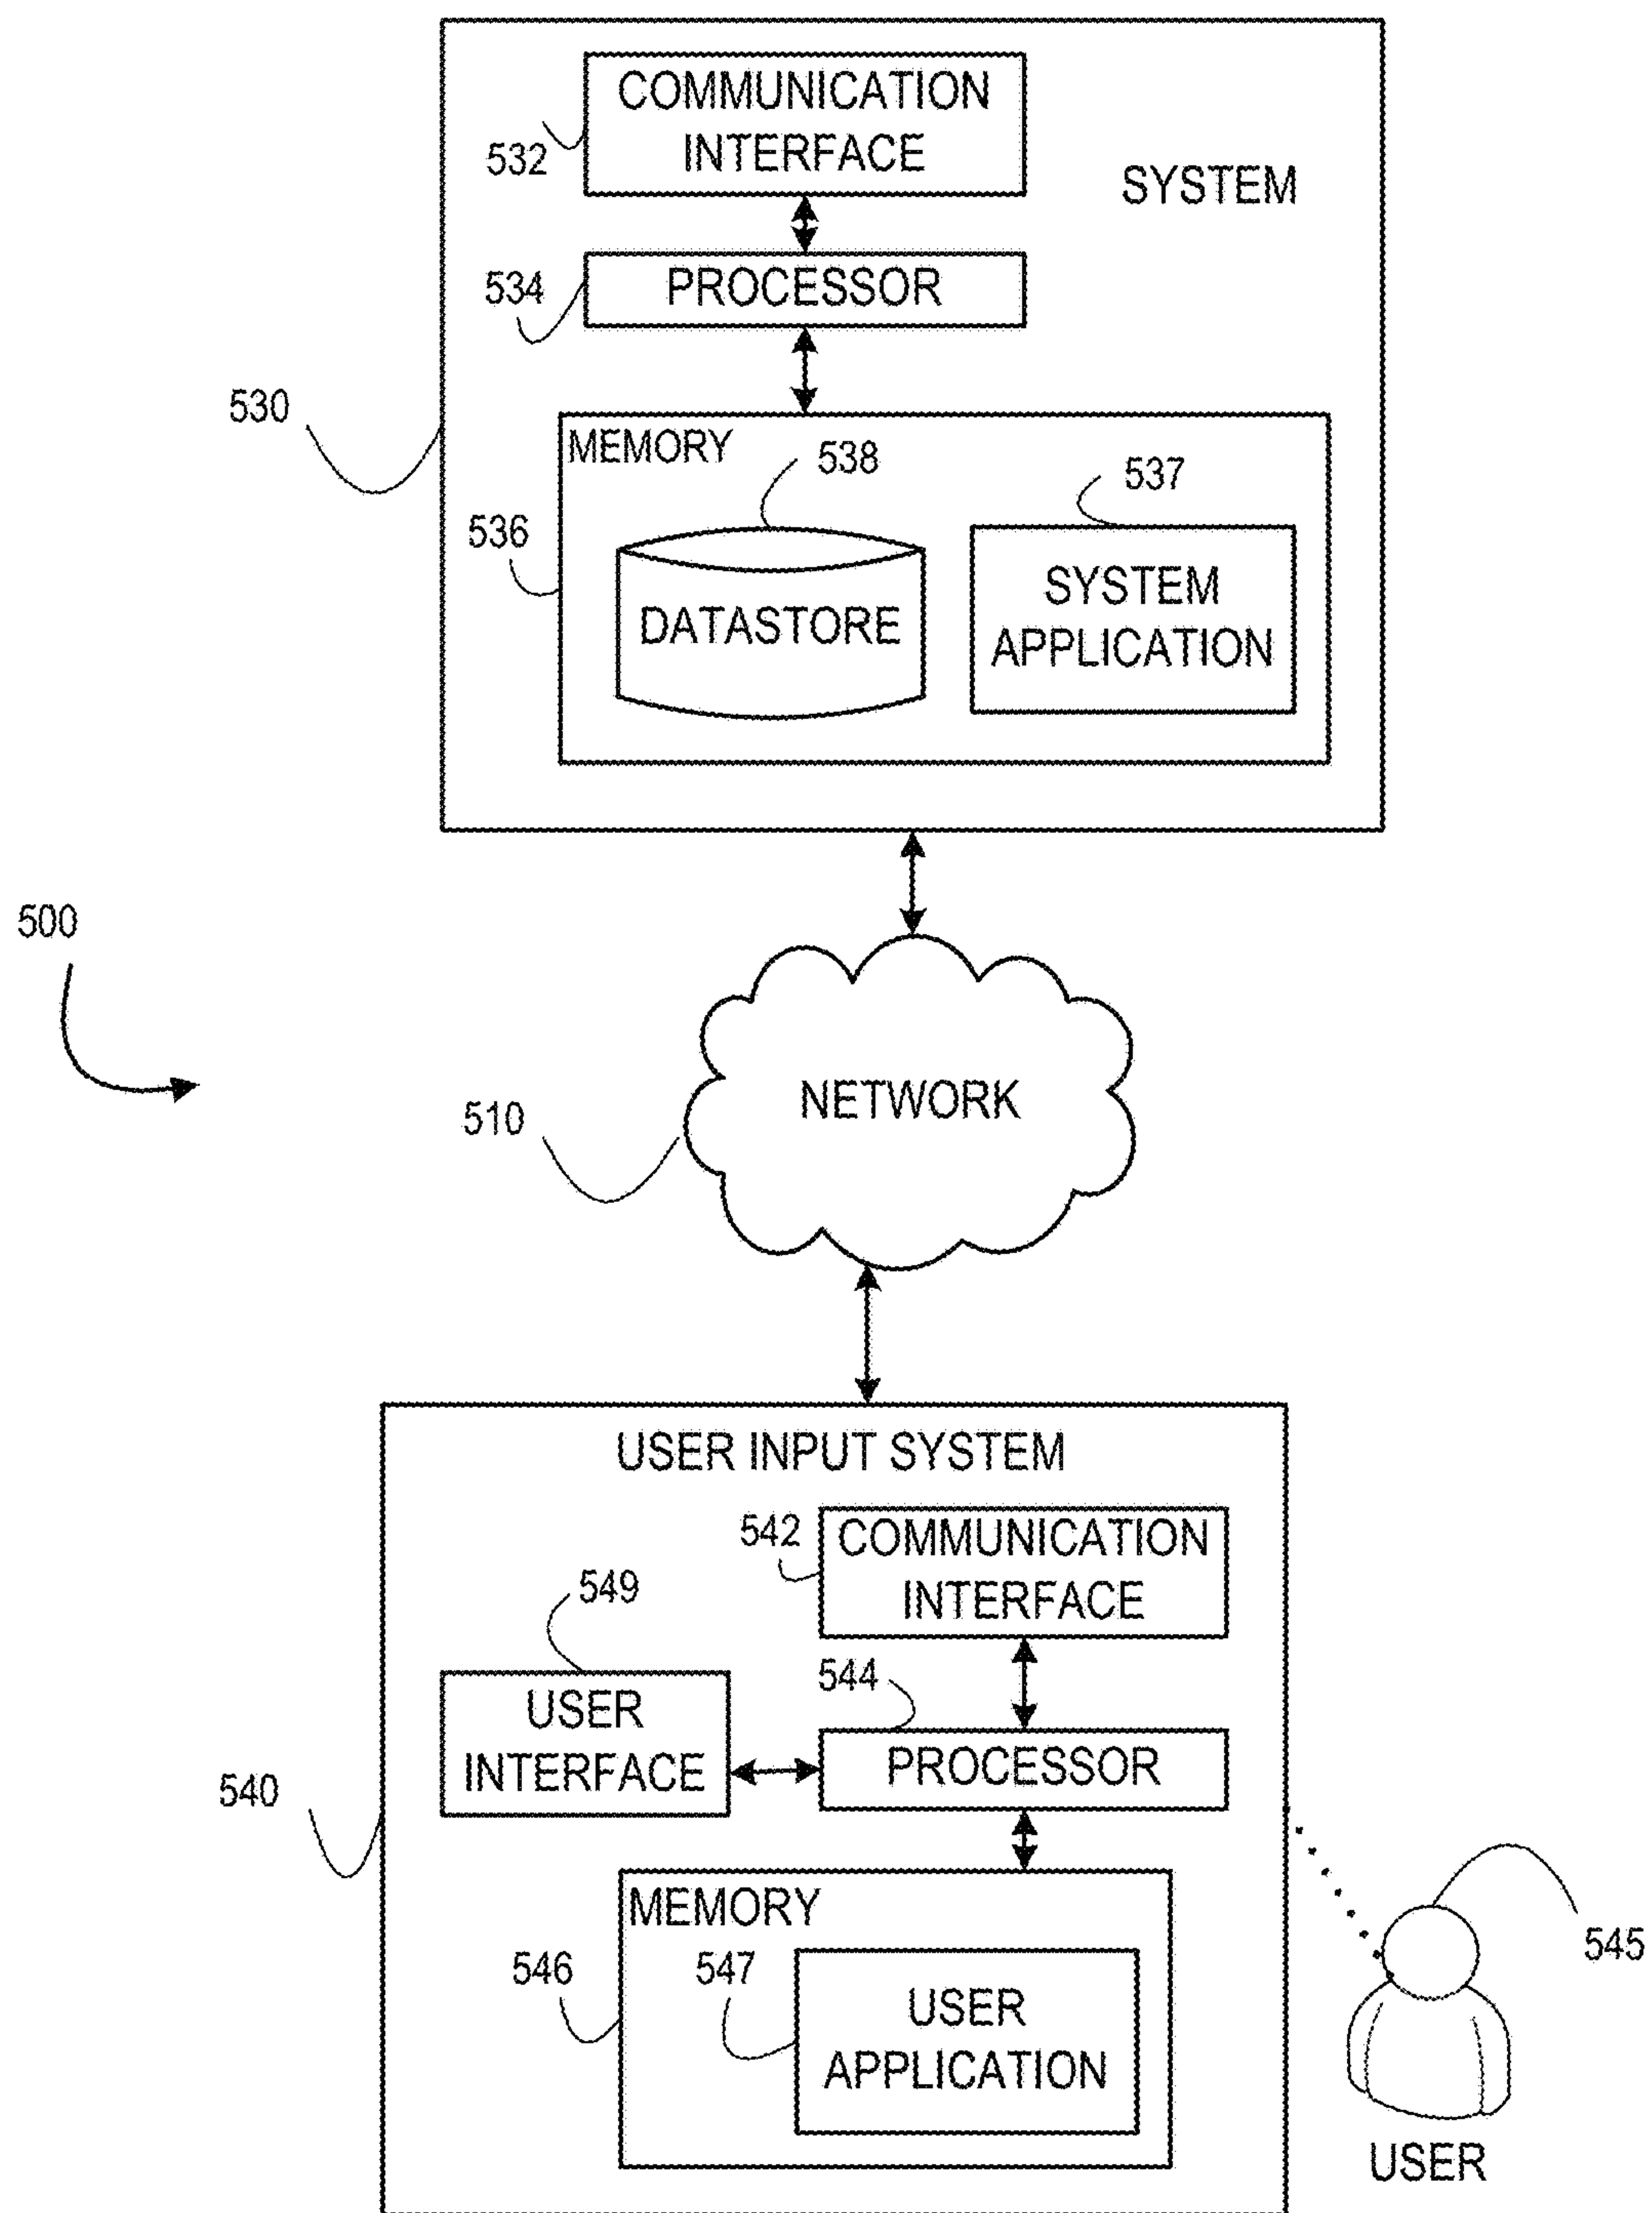 COMMUNICATION
INTERFACE
532
SYSTEM
534
PROCESSOR
530
MEMORY
538
537
536
DATASTORE
SYSTEM
APPLICATION
500
510
NETWORK
USER INPUT SYSTEM
542
COMMUNICATION
INTERFACE
549
544
USER
INTERFACE
PROCESSOR
540
MEMORY
546
547
USER
APPLICATION
545
USER